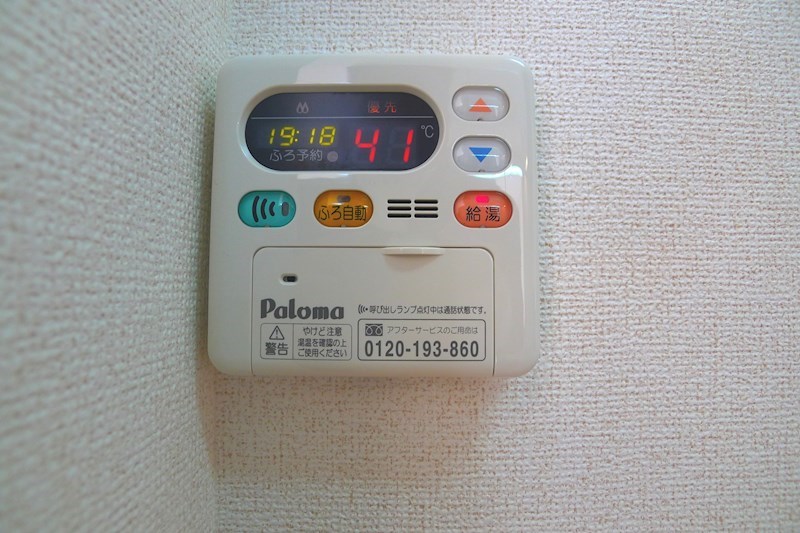 優先
19:18 41 ℃
ふろ予約
ふろ自動
給湯
Paloma
呼び出しランプ点灯中は通話状態です。
警告
やけど注意
湯温を確認の上
ご使用ください
アフターサービスのご用命は
0120-193-860